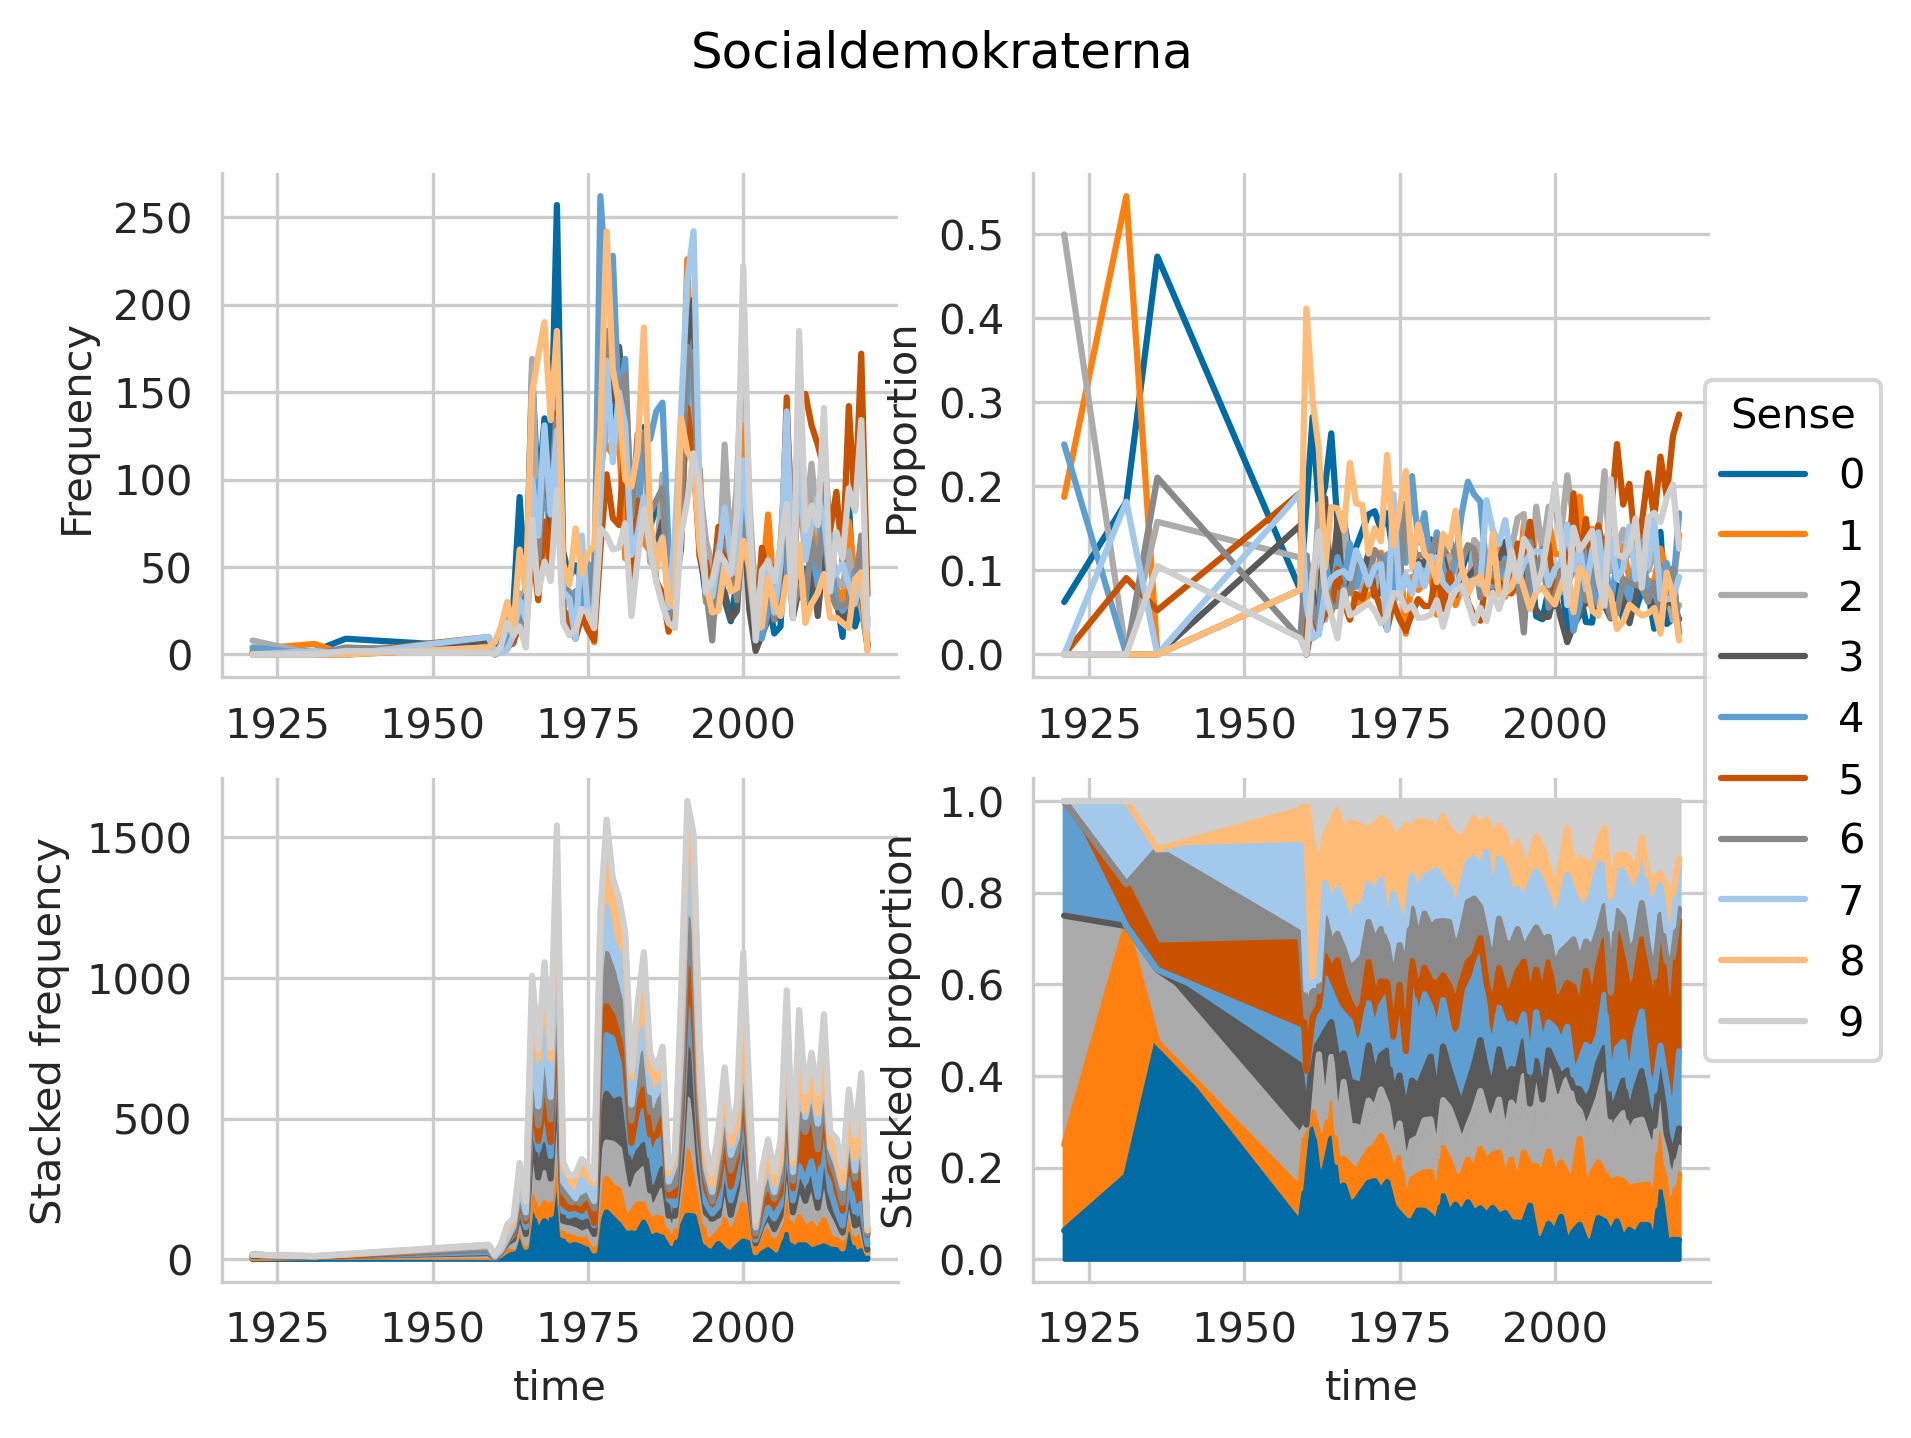 Socialdemokraterna
Frequency
250
200
150
100
50
0
1925 1950 1975 2000
Proportion
0.5
0.4
0.3
0.2
0.1
0.0
1925 1950 1975 2000
Stacked frequency
1500
1000
500
0
1925 1950 1975 2000
time
Stacked proportion
1.0
0.8
0.6
0.4
0.2
0.0
1925 1950 1975 2000
time
Sense
0
1
2
3
4
5
6
7
8
9